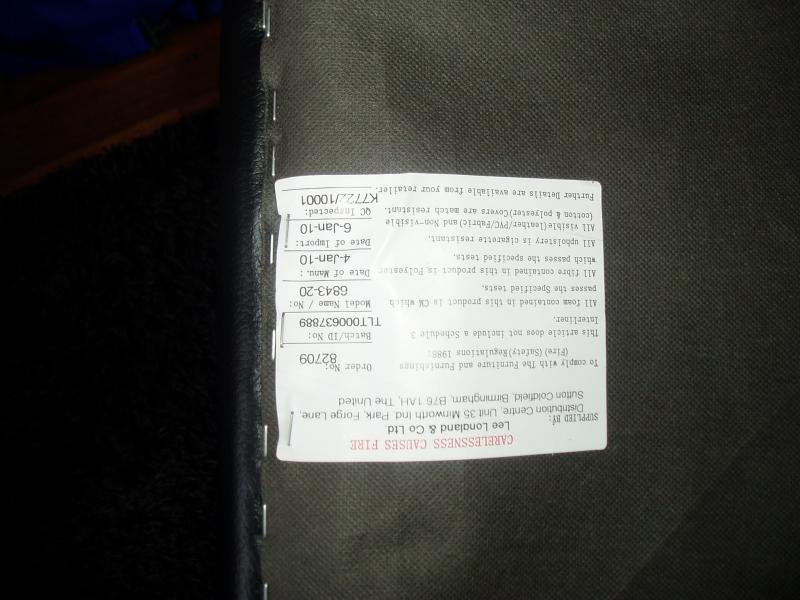 CARELESSNESS CAUSES FIRE
SUPPLIED BY:
Lee Longland & Co Ltd.
Distribution Centre, Unit 35 Minworth Ind. Park, Forge Lane,
Sutton Coldfield, Birmingham, B76 1AH, The United
To comply with The Furniture and Furnishings
(Fire) (Safety) Regulations 1988:
This article does not include a Schedule 3
Interliner.
All foam contained in this product is CM which
passes the Specified tests.
All fibre contained in this product is Polyester
which passes the specified tests.
All upholstery is cigarette resistant.
All visible(leather/PVC/Fabric)and Non-visible
(cotton & polyester)Covers are match resistant.
Further Details are available from your retailer.
Order No:
82709
Batch/ID No:
TLT000637889
Model Name / No:
6843-20
Date of Manu.:
4-Jan-10
Date of Import:
6-Jan-10
QC Inspected:
K7722/10001